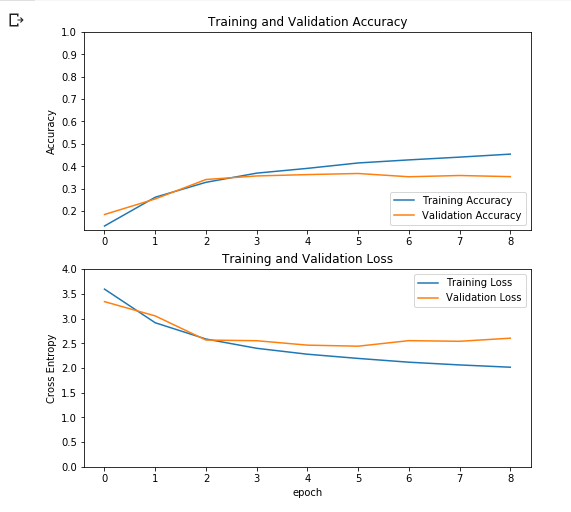 Training and Validation Accuracy
1.0
0.9
0.8
0.7
0.6
0.5
0.4
0.3
0.2
Accuracy
Training Accuracy
Validation Accuracy
0 1 2 3 4 5 6 7 8
Training and Validation Loss
4.0
3.5
3.0
2.5
2.0
1.5
1.0
0.5
0.0
Cross Entropy
Training Loss
Validation Loss
0 1 2 3 4 5 6 7 8
epoch